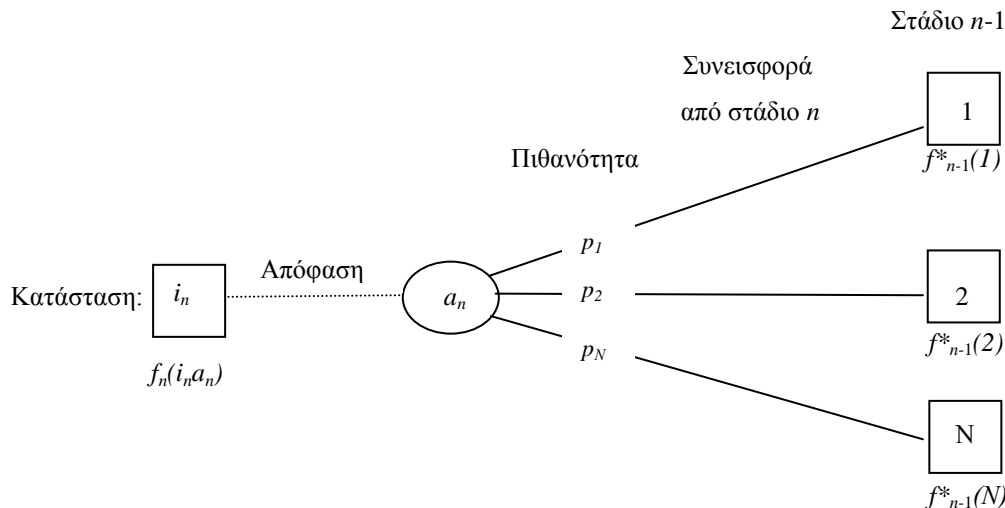 Στάδιο n-1
Συνεισφορά
από στάδιο n
1
f*n-1(1)
Πιθανότητα
p1
Απόφαση
Κατάσταση:
in
an
p2
2
f*n-1(2)
pN
fn(inan)
N
f*n-1(N)